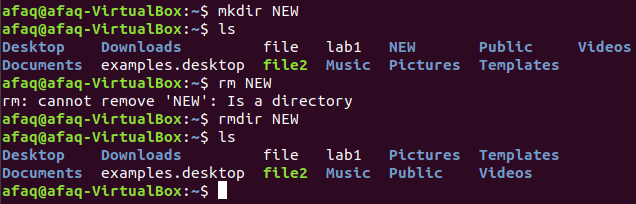 afaq@afaq-VirtualBox:~$ mkdir NEW
afaq@afaq-VirtualBox:~$ ls
Desktop    Downloads         file   lab1   NEW       Public     Videos
Documents  examples.desktop  file2  Music  Pictures  Templates
afaq@afaq-VirtualBox:~$ rm NEW
rm: cannot remove 'NEW': Is a directory
afaq@afaq-VirtualBox:~$ rmdir NEW
afaq@afaq-VirtualBox:~$ ls
Desktop    Downloads         file   lab1   Pictures  Templates
Documents  examples.desktop  file2  Music  Public    Videos
afaq@afaq-VirtualBox:~$